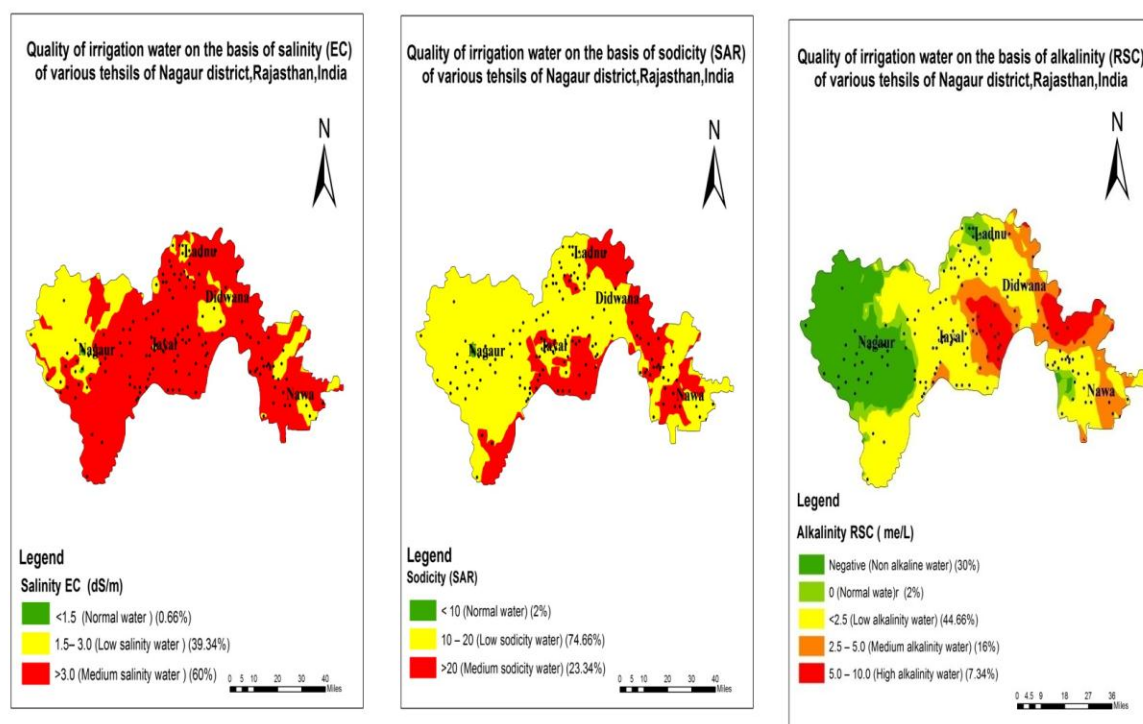 Quality of irrigation water on the basis of salinity (EC)
of various tehsils of Nagaur district,Rajasthan,India
N
Ladnu
Didwana
Nagaur
Jayal
Nawa
Legend
Salinity EC (dS/m)
<1.5 (Normal water ) (0.66%)
1.5– 3.0 (Low salinity water ) (39.34%)
>3.0 (Medium salinity water ) (60%)
0 5 10 20 30 40
Miles
Quality of irrigation water on the basis of sodicity (SAR)
of various tehsils of Nagaur district,Rajasthan,India
N
Ladnu
Didwana
Nagaur
Jayal
Nawa
Legend
Sodicity (SAR)
< 10 (Normal water) (2%)
10 – 20 (Low sodicity water) (74.66%)
>20 (Medium sodicity water) (23.34%)
0 5 10 20 30 40
Miles
Quality of irrigation water on the basis of alkalinity (RSC)
of various tehsils of Nagaur district,Rajasthan,India
N
Ladnu
Didwana
Nagaur
Jayal
Nawa
Legend
Alkalinity RSC ( me/L)
Negative (Non alkaline water) (30%)
0 (Normal wate)r (2%)
<2.5 (Low alkalinity water) (44.66%)
2.5 – 5.0 (Medium alkalinity water) (16%)
5.0 – 10.0 (High alkalinity water) (7.34%)
0 4.5 9 18 27 36
Miles